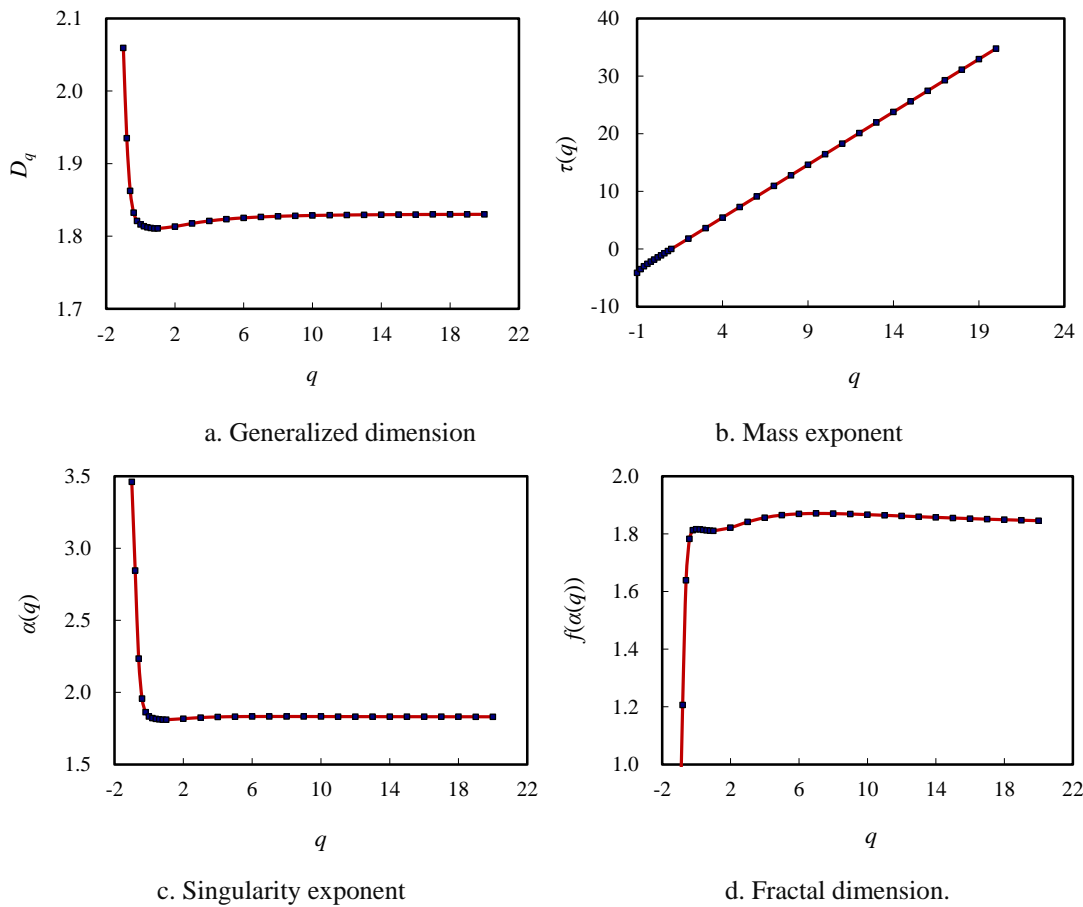 2.1
2.0
1.9
1.8
1.7
D_q
-2 2 6 10 14 18 22
q
a. Generalized dimension
40
30
20
10
0
-10
τ(q)
-1 4 9 14 19 24
q
b. Mass exponent
3.5
3.0
2.5
2.0
1.5
α(q)
-2 2 6 10 14 18 22
q
c. Singularity exponent
2.0
1.8
1.6
1.4
1.2
1.0
f(α(q))
-2 2 6 10 14 18 22
q
d. Fractal dimension.